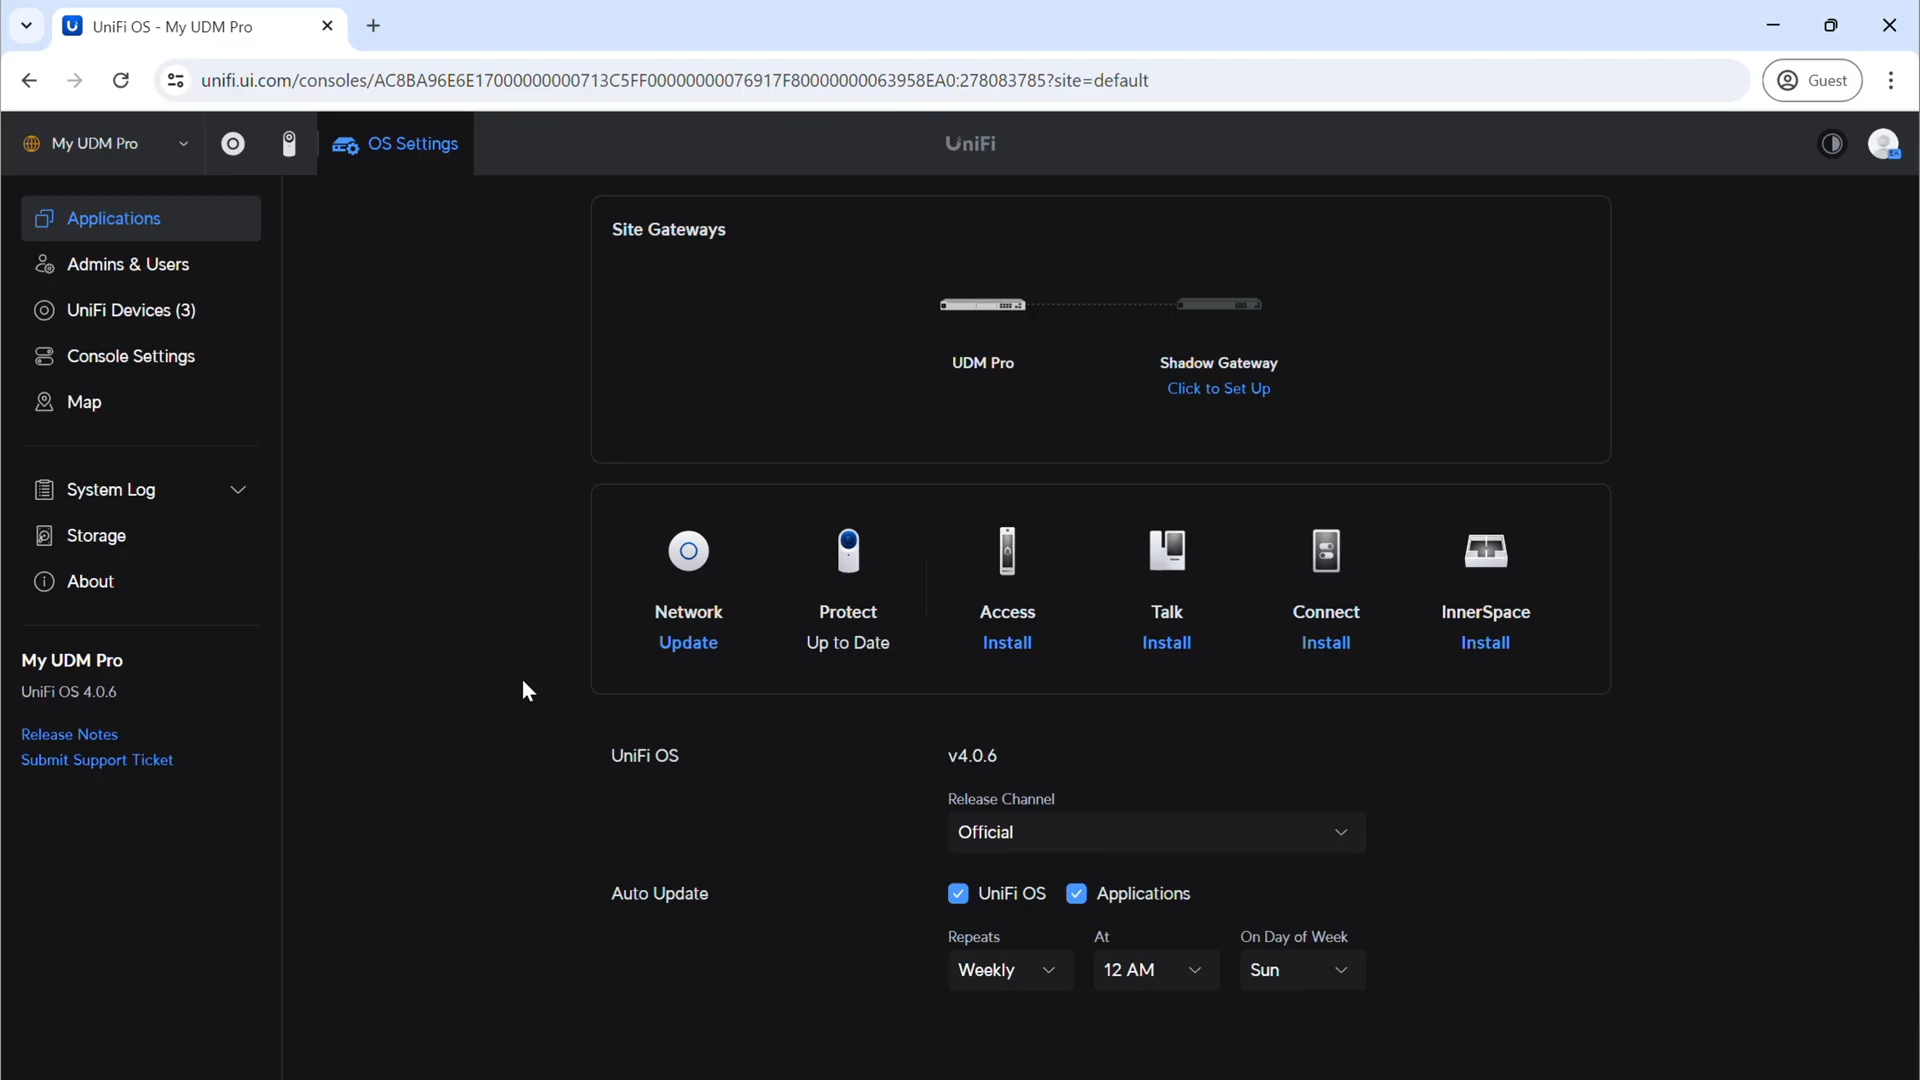 UniFi OS - My UDM Pro
unifi.ui.com/consoles/AC8BA96E6E17000000000713C5FF00000000076917F80000000063958EA0:278083785?site=default
Guest
My UDM Pro
OS Settings
UniFi
Applications
Admins & Users
UniFi Devices (3)
Console Settings
Map
System Log
Storage
About
My UDM Pro
UniFi OS 4.0.6
Release Notes
Submit Support Ticket
Site Gateways
UDM Pro
Shadow Gateway
Click to Set Up
Network
Update
Protect
Up to Date
Access
Install
Talk
Install
Connect
Install
InnerSpace
Install
UniFi OS
v4.0.6
Release Channel
Official
Auto Update
UniFi OS
Applications
Repeats
At
On Day of Week
Weekly
12 AM
Sun